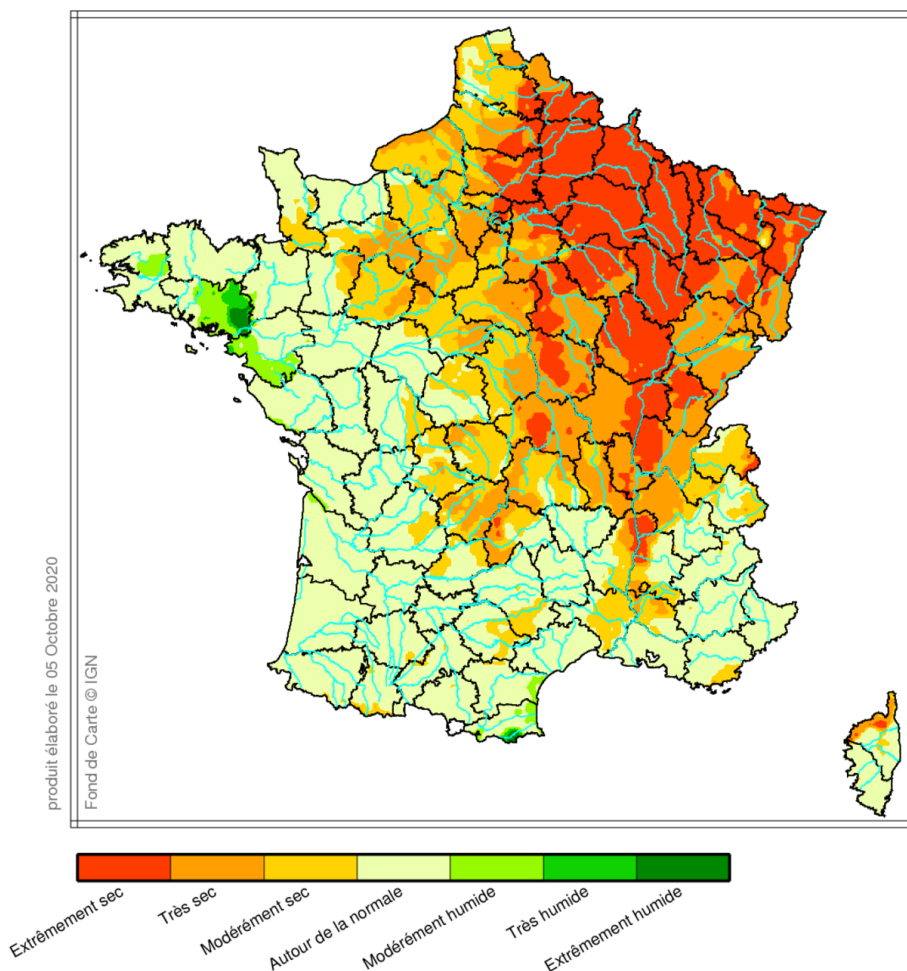 produit élaboré le 05 Octobre 2020
Fond de Carte © IGN
Extrêmement sec
Très sec
Modérément sec
Autour de la normale
Modérément humide
Très humide
Extrêmement humide